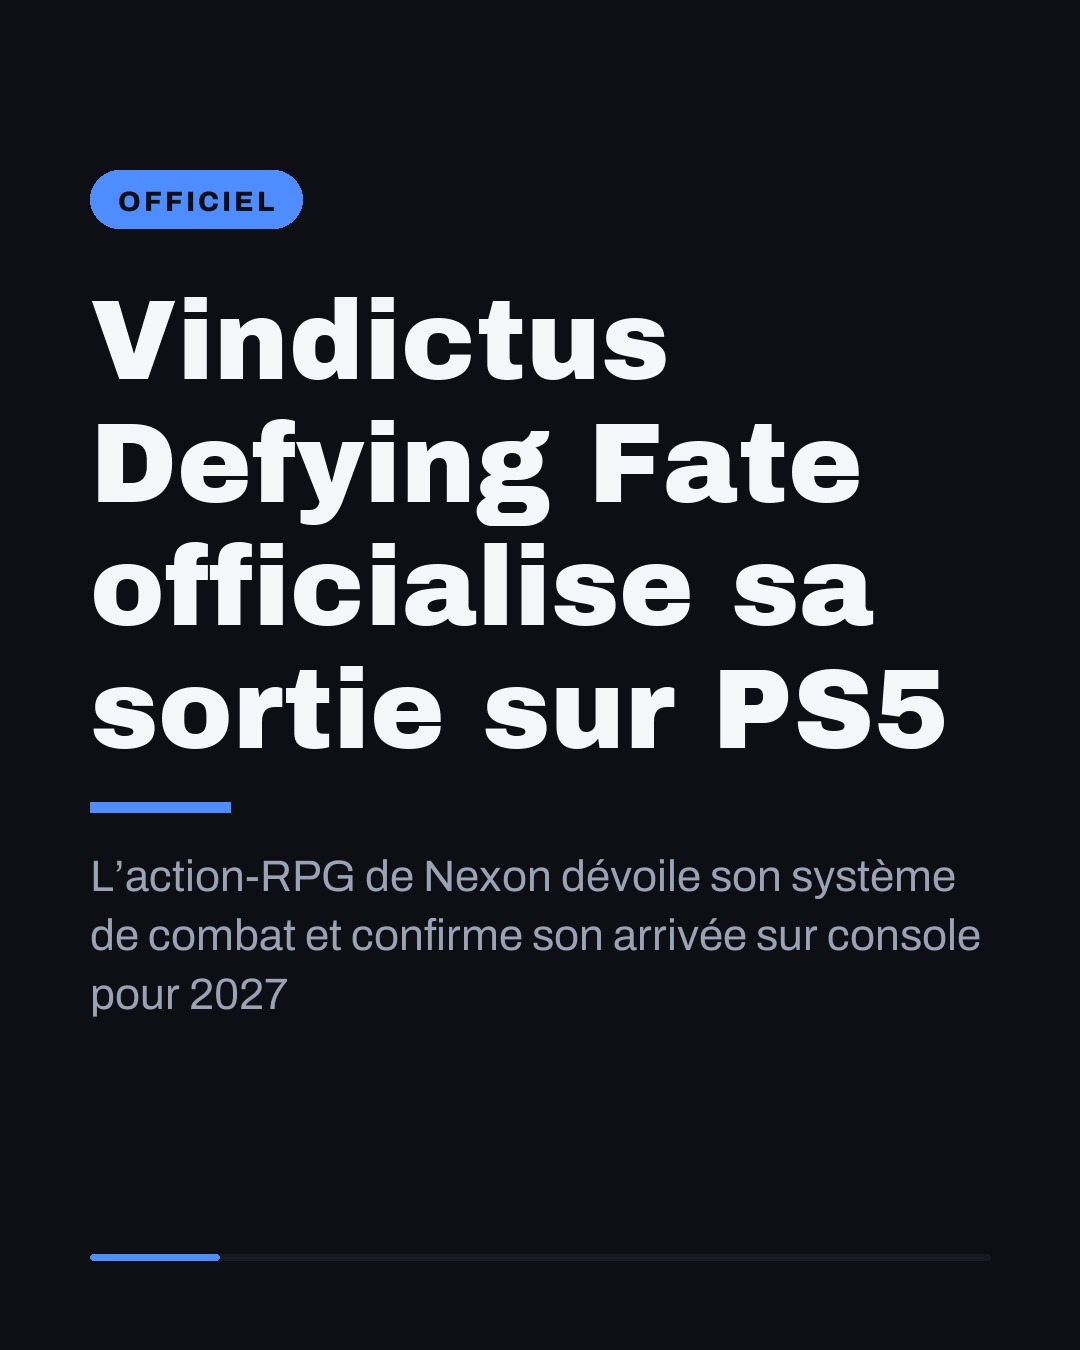 OFFICIEL
Vindictus
Defying Fate
officialise sa
sortie sur PS5
L’action-RPG de Nexon dévoile son système
de combat et confirme son arrivée sur console
pour 2027